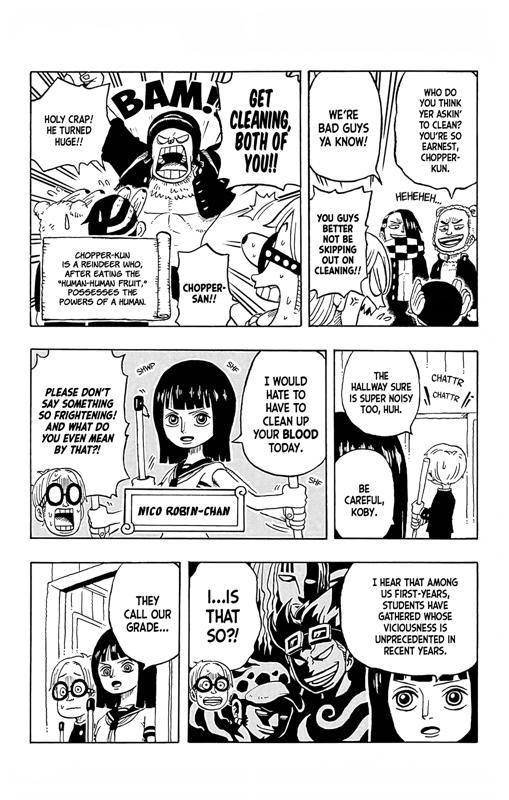 WHO DO
YOU THINK
YER ASKIN'
TO CLEAN?
YOU'RE SO
EARNEST,
CHOPPER-
KUN.
WE'RE
BAD GUYS
YA KNOW!
HEHEHEH...
YOU GUYS
BETTER
NOT BE
SKIPPING
OUT ON
CLEANING!!
BAM!
GET
CLEANING,
BOTH OF
YOU!!
HOLY CRAP!
HE TURNED
HUGE!!
CHOPPER-KUN
IS A REINDEER WHO,
AFTER EATING THE
"HUMAN-HUMAN FRUIT,"
POSSESSES THE
POWERS OF A HUMAN.
CHOPPER-
SAN!!
CHATTR
CHATTR
THE
HALLWAY SURE
IS SUPER NOISY
TOO, HUH.
BE
CAREFUL,
KOBY.
I WOULD
HATE TO
HAVE TO
CLEAN UP
YOUR BLOOD
TODAY.
SHWP
SHF
SHF
NICO ROBIN-CHAN
PLEASE DON'T
SAY SOMETHING
SO FRIGHTENING!
AND WHAT DO
YOU EVEN MEAN
BY THAT?!
I HEAR THAT AMONG
US FIRST-YEARS,
STUDENTS HAVE
GATHERED WHOSE
VICIOUSNESS IS
UNPRECEDENTED IN
RECENT YEARS.
I...IS
THAT
SO?!
THEY
CALL OUR
GRADE...